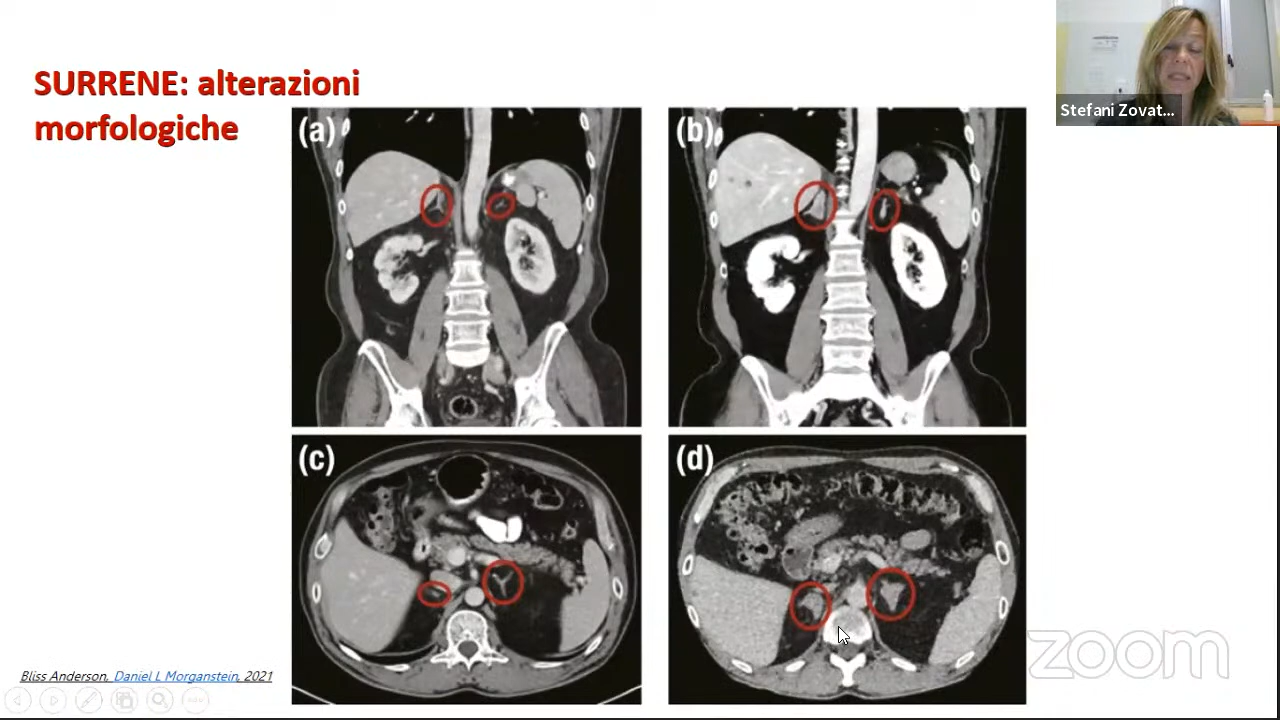 SURRENE: alterazioni
morfologiche
Stefani Zovat...
(a)
(b)
(c)
(d)
Bliss Anderson, Daniel L Morganstein, 2021
zoom